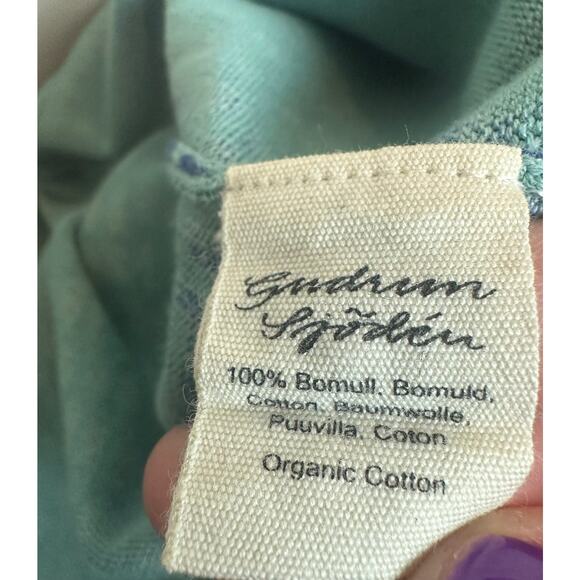 Gudrun
Sjödén
100% Bomull, Bomuld,
Cotton, Baumwolle,
Puuvilla, Coton
Organic Cotton